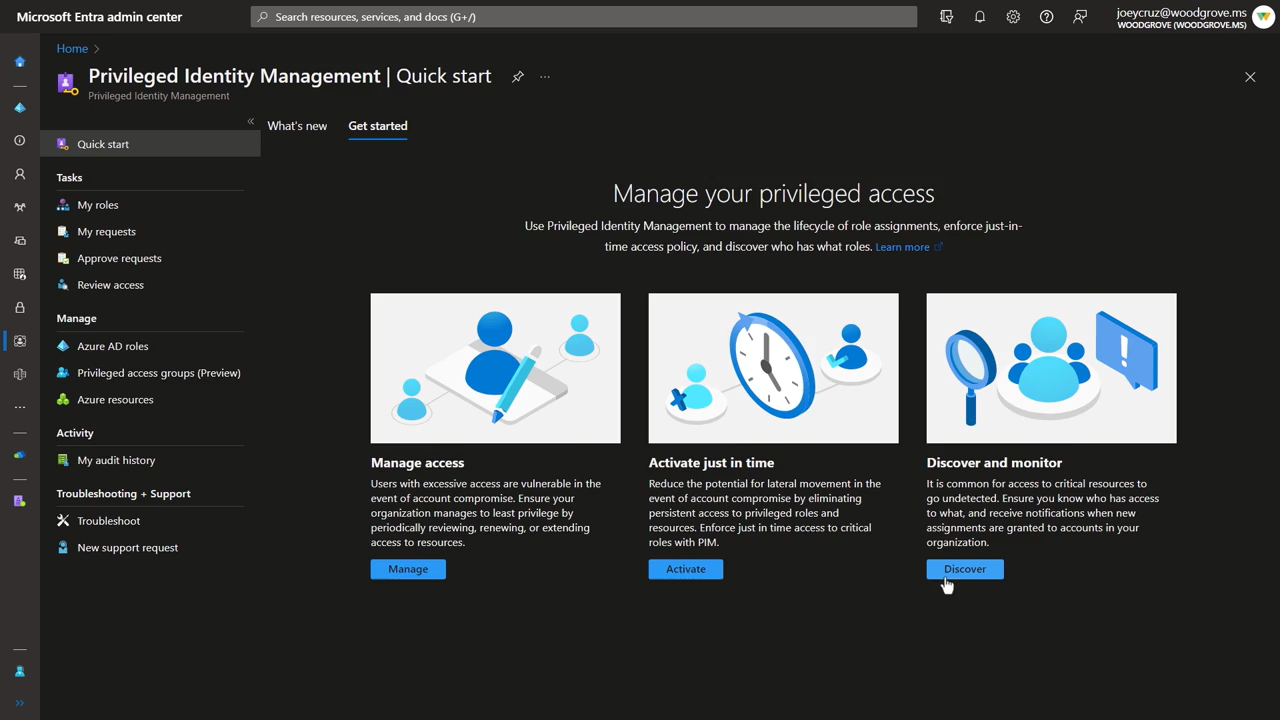 Microsoft Entra admin center
Search resources, services, and docs (G+/)
joeycruz@woodgrove.ms
WOODGROVE (WOODGROVE.MS)
Home
Privileged Identity Management | Quick start
Privileged Identity Management
Quick start
Tasks
My roles
My requests
Approve requests
Review access
Manage
Azure AD roles
Privileged access groups (Preview)
Azure resources
Activity
My audit history
Troubleshooting + Support
Troubleshoot
New support request
What's new
Get started
Manage your privileged access
Use Privileged Identity Management to manage the lifecycle of role assignments, enforce just-in-
time access policy, and discover who has what roles. Learn more
Manage access
Users with excessive access are vulnerable in the
event of account compromise. Ensure your
organization manages to least privilege by
periodically reviewing, renewing, or extending
access to resources.
Manage
Activate just in time
Reduce the potential for lateral movement in the
event of account compromise by eliminating
persistent access to privileged roles and
resources. Enforce just in time access to critical
roles with PIM.
Activate
Discover and monitor
It is common for access to critical resources to
go undetected. Ensure you know who has access
to what, and receive notifications when new
assignments are granted to accounts in your
organization.
Discover